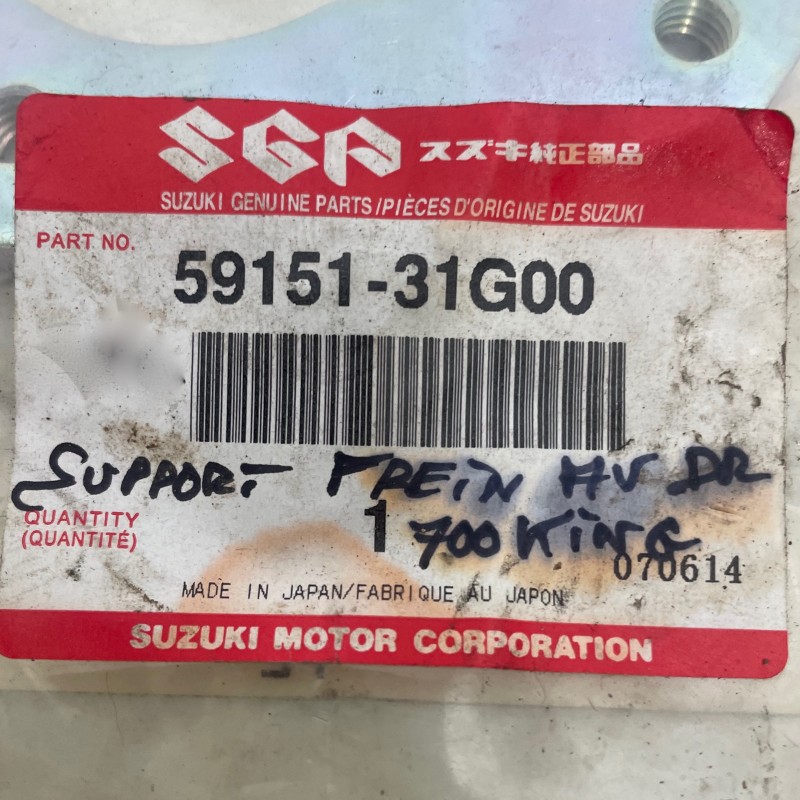 SGP スズキ純正部品
SUZUKI GENUINE PARTS/PIÈCES D'ORIGINE DE SUZUKI
PART NO. 59151-31G00
SUPPORT FREIN AV DR
QUANTITY
(QUANTITÉ)
1 700 KING
070614
MADE IN JAPAN/FABRIQUE AU JAPON
SUZUKI MOTOR CORPORATION